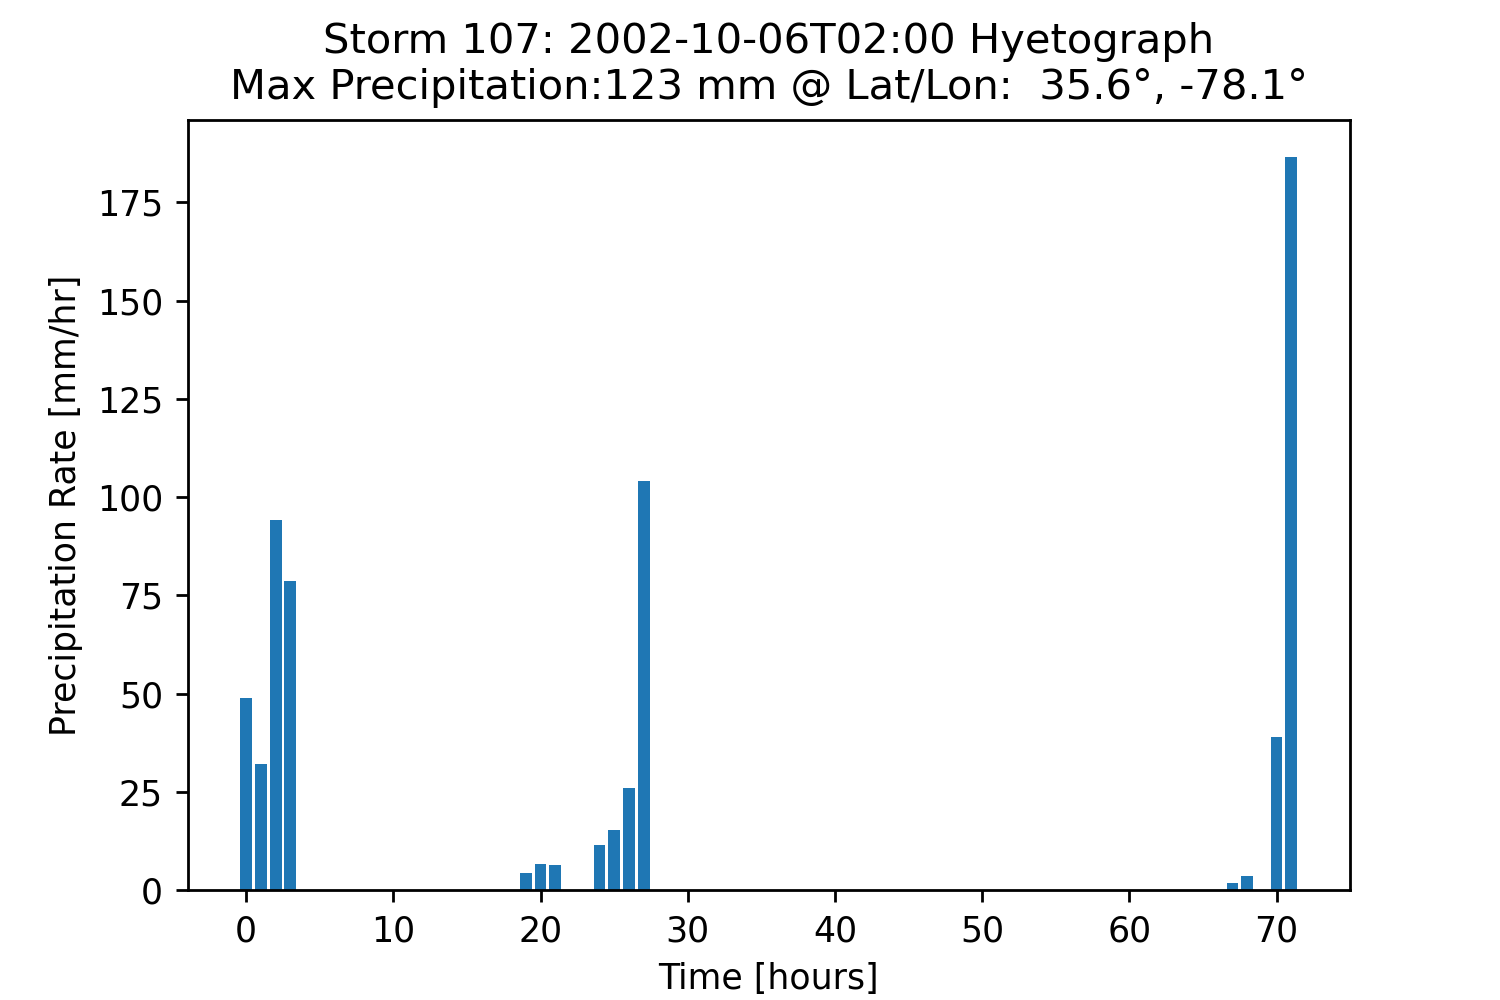 Storm 107: 2002-10-06T02:00 Hyetograph
Max Precipitation:123 mm @ Lat/Lon:  35.6°, -78.1°
Precipitation Rate [mm/hr]
175
150
125
100
75
50
25
0
0 10 20 30 40 50 60 70
Time [hours]